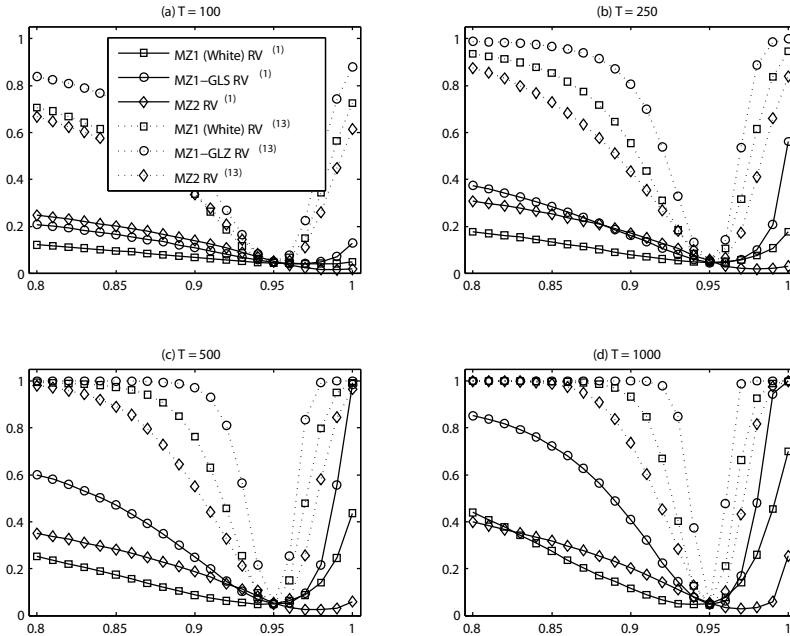 (a) T = 100
1
0.8
0.6
0.4
0.2
0
0.8 0.85 0.9 0.95 1
MZ1 (White) RV (1)
MZ1−GLS RV (1)
MZ2 RV (1)
MZ1 (White) RV (13)
MZ1−GLZ RV (13)
MZ2 RV (13)
(b) T = 250
1
0.8
0.6
0.4
0.2
0
0.8 0.85 0.9 0.95 1
(c) T = 500
1
0.8
0.6
0.4
0.2
0
0.8 0.85 0.9 0.95 1
(d) T = 1000
1
0.8
0.6
0.4
0.2
0
0.8 0.85 0.9 0.95 1